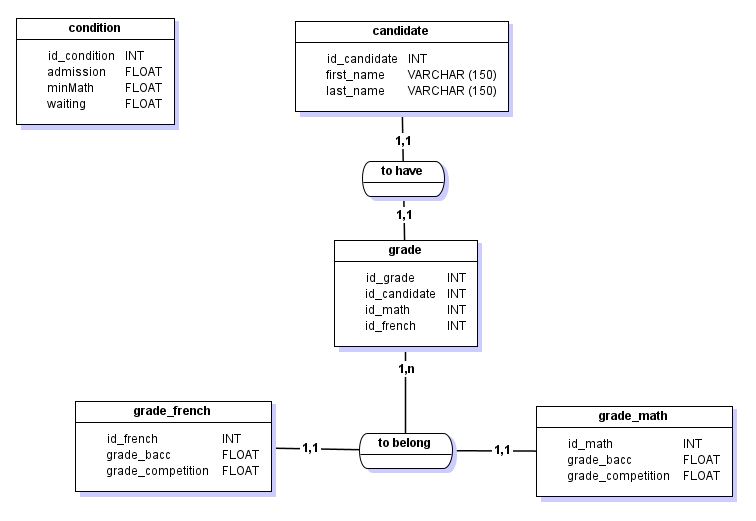 condition
id_condition INT
admission FLOAT
minMath FLOAT
waiting FLOAT
candidate
id_candidate INT
first_name VARCHAR (150)
last_name VARCHAR (150)
1,1
to have
1,1
grade
id_grade INT
id_candidate INT
id_math INT
id_french INT
1,n
grade_french
id_french INT
grade_bacc FLOAT
grade_competition FLOAT
1,1
to belong
1,1
grade_math
id_math INT
grade_bacc FLOAT
grade_competition FLOAT